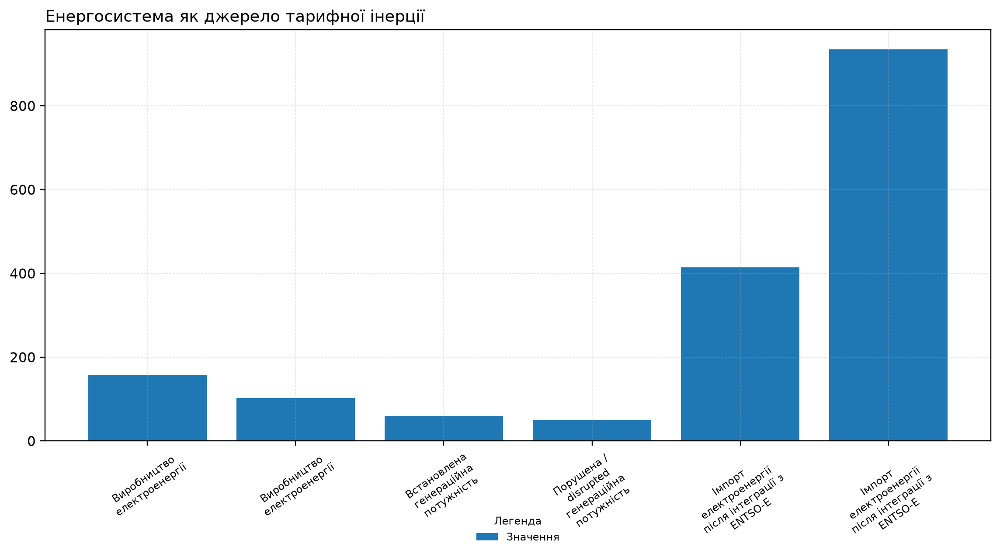 Енергосистема як джерело тарифної інерції
800
600
400
200
0
Виробництво
електроенергії
Виробництво
електроенергії
Встановлена
генераційна
потужність
Порушена /
disrupted
генераційна
потужність
Імпорт
електроенергії
після інтеграції з
ENTSO-E
Імпорт
електроенергії
після інтеграції з
ENTSO-E
Легенда
Значення